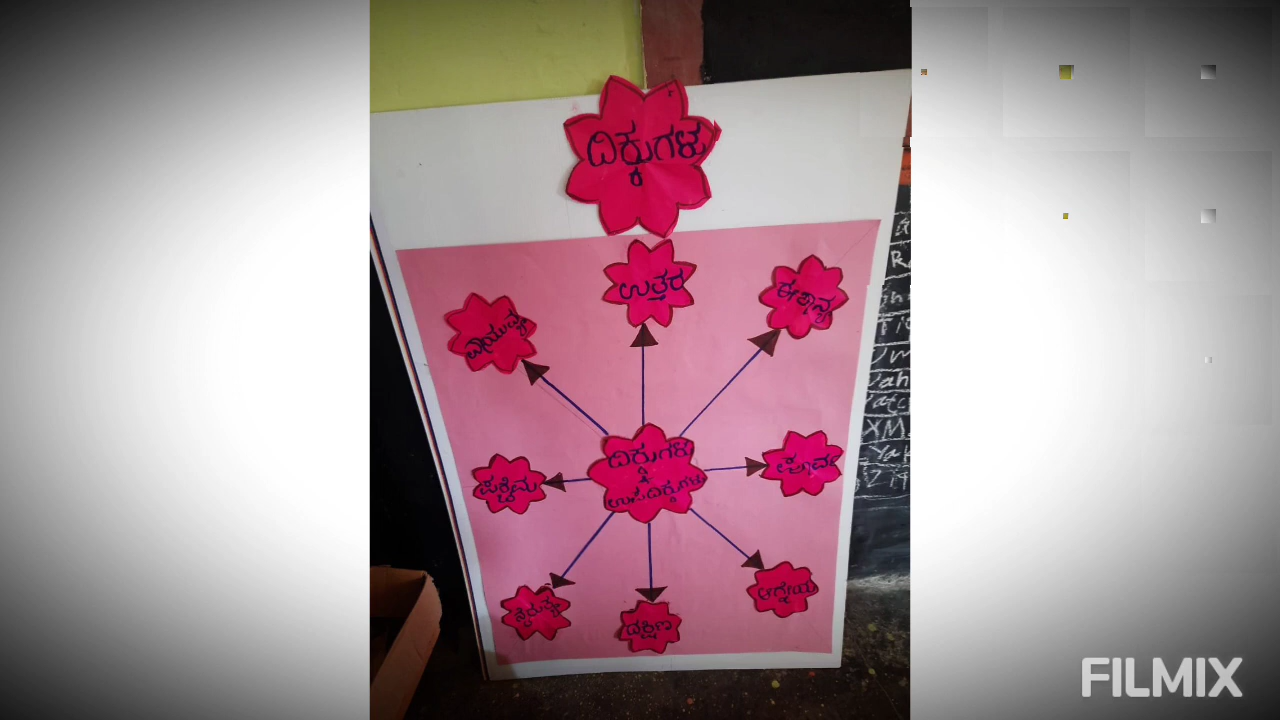 ದಿಕ್ಕುಗಳು
ಉತ್ತರ
ಈಶಾನ್ಯ
ವಾಯುವ್ಯ
ದಿಕ್ಕುಗಳು
+
ಉಪದಿಕ್ಕುಗಳು
ಪೂರ್ವ
ಪಶ್ಚಿಮ
ಆಗ್ನೇಯ
ನೈರುತ್ಯ
ದಕ್ಷಿಣ
FILMIX